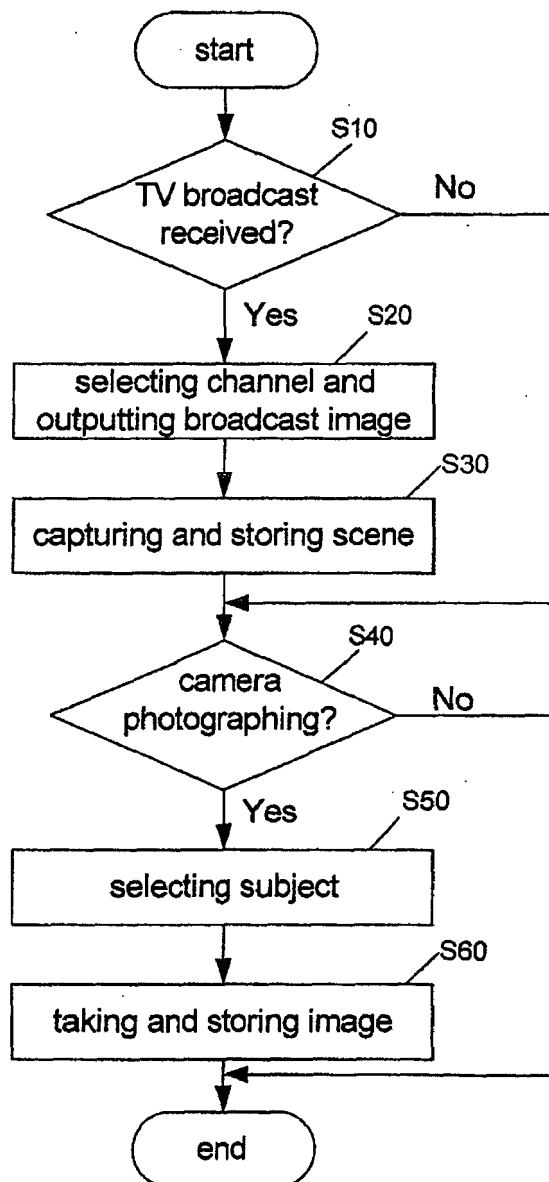 start
S10
TV broadcast
received?
No
Yes
S20
selecting channel and
outputting broadcast image
S30
capturing and storing scene
S40
camera
photographing?
No
Yes
S50
selecting subject
S60
taking and storing image
end